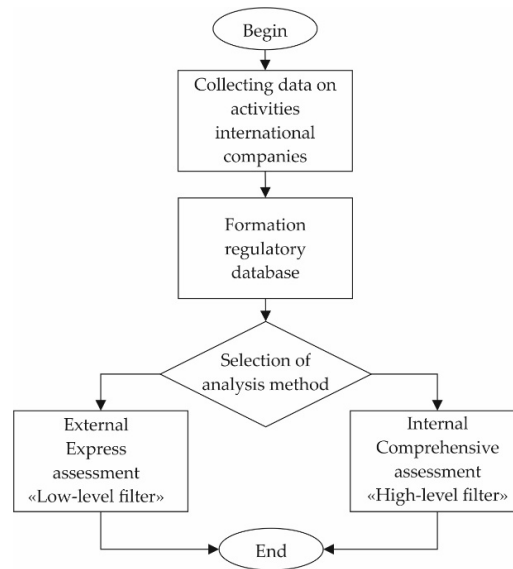 Begin
Collecting data on
activities
international
companies
Formation
regulatory
database
Selection of
analysis method
External
Express
assessment
«Low-level filter»
Internal
Comprehensive
assessment
«High-level filter»
End